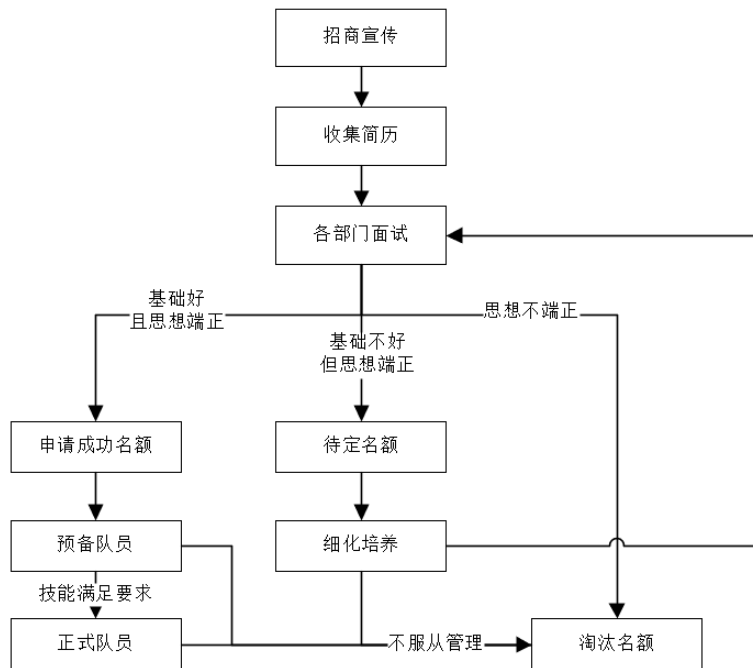 招商宣传
收集简历
各部门面试
基础好
且思想端正
基础不好
但思想端正
思想不端正
申请成功名额
待定名额
预备队员
细化培养
技能满足要求
正式队员
不服从管理
淘汰名额